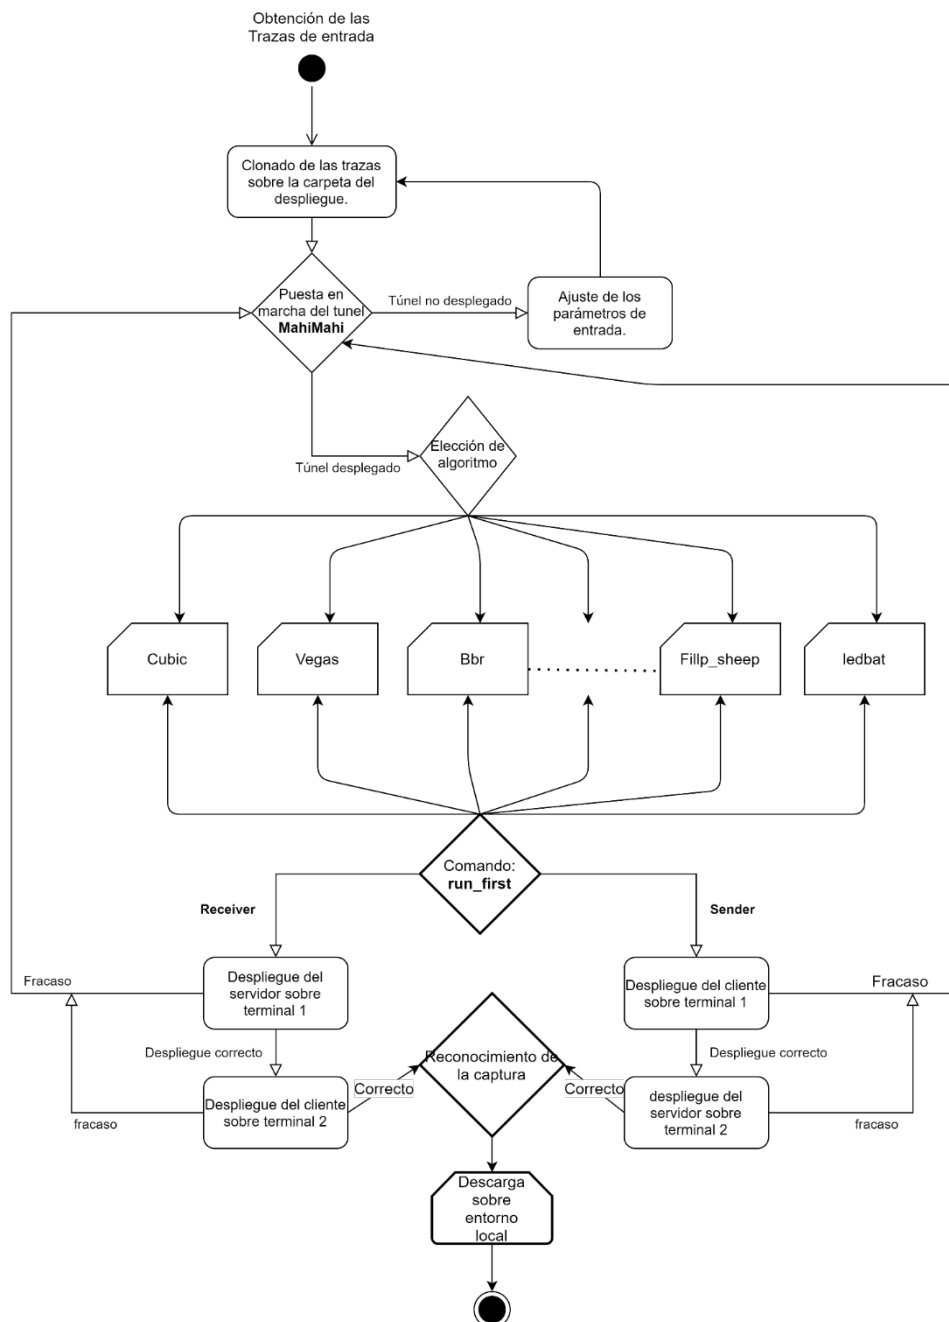 Obtención de las
Trazas de entrada
Clonado de las trazas
sobre la carpeta del
despliegue.
Puesta en
marcha del tunel
MahiMahi
Túnel no desplegado
Ajuste de los
parámetros de
entrada.
Túnel desplegado
Elección de
algoritmo
Cubic
Vegas
Bbr
Fillp_sheep
ledbat
Comando:
run_first
Receiver
Sender
Fracaso
Despliegue del
servidor sobre
terminal 1
Despliegue del cliente
sobre terminal 1
Fracaso
Despliegue correcto
Reconocimiento de
la captura
Despliegue correcto
fracaso
Despliegue del cliente
sobre terminal 2
Correcto
Correcto
despliegue del
servidor sobre
terminal 2
fracaso
Descarga
sobre
entorno
local